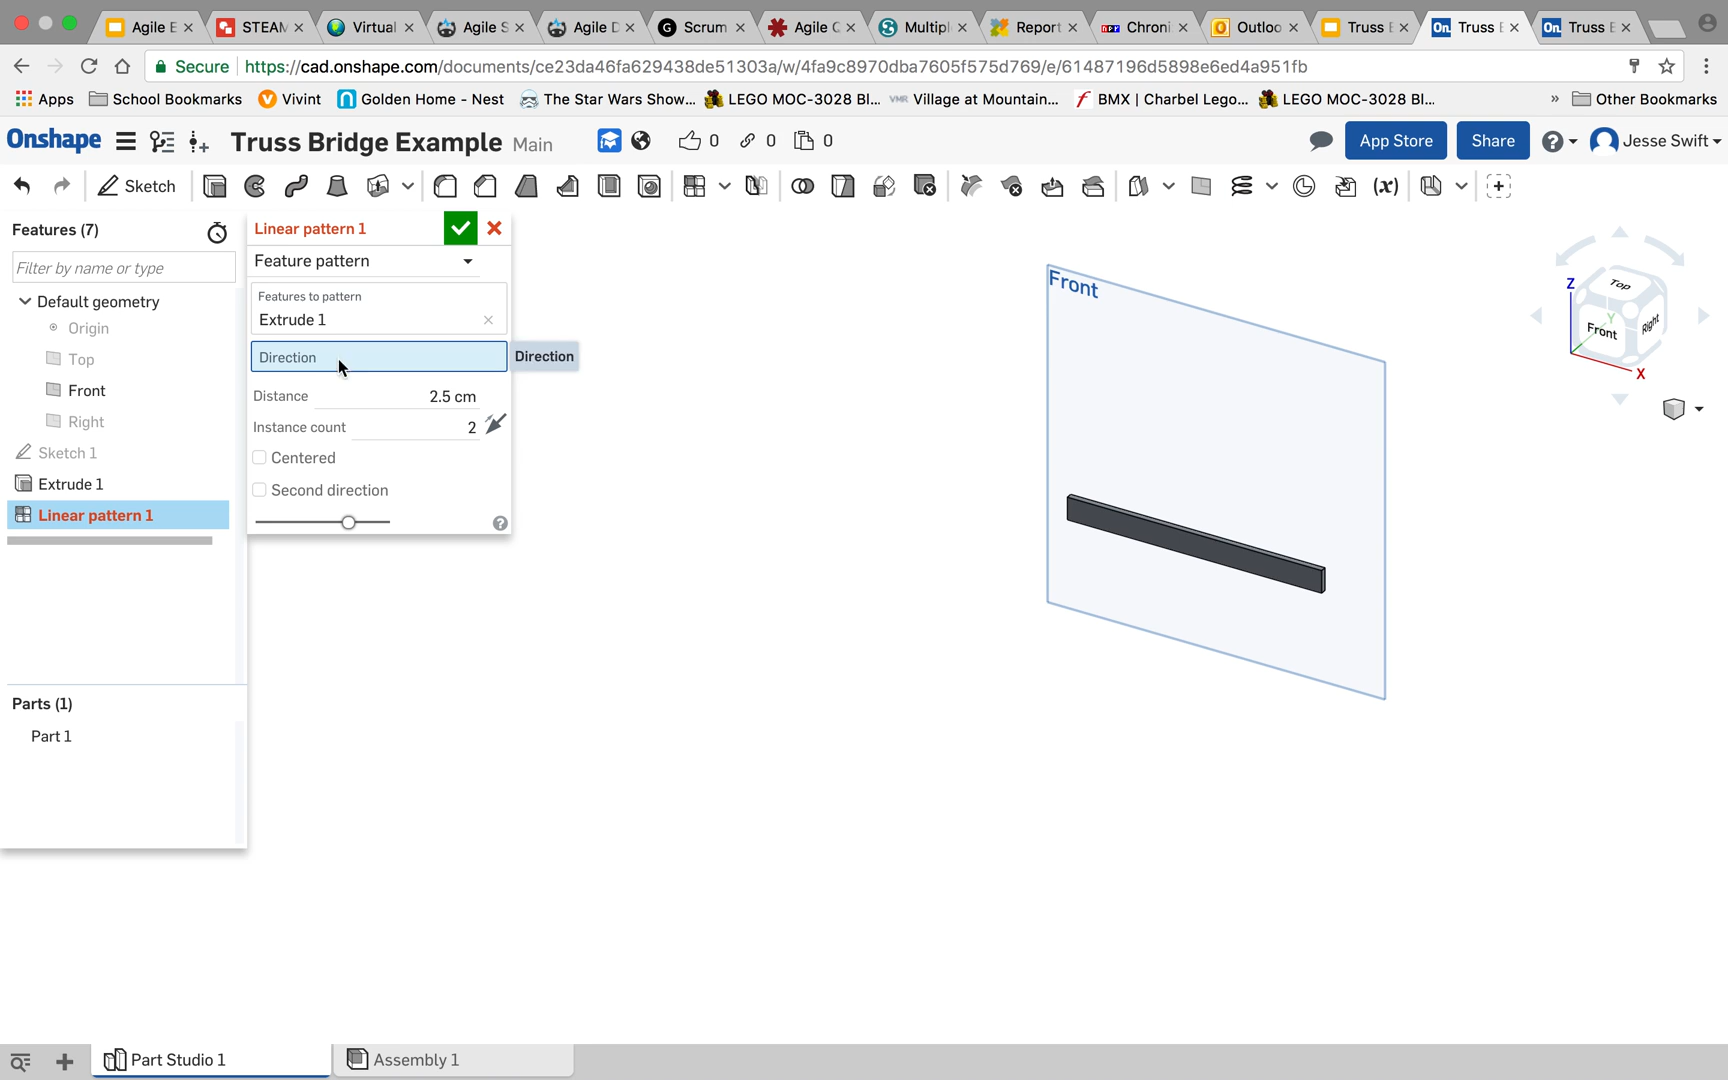 Agile E
STEAM
Virtual
Agile S
Agile D
Scrum
Agile C
Multipl
Report
npr Chroni
Outloo
Truss E
On Truss E
On Truss E
Secure https://cad.onshape.com/documents/ce23da46fa629438de51303a/w/4fa9c8970dba7605f575d769/e/61487196d5898e6ed4a951fb
Apps School Bookmarks Vivint Golden Home - Nest The Star Wars Show... LEGO MOC-3028 Bl... VMR Village at Mountain... BMX | Charbel Lego... LEGO MOC-3028 Bl... » Other Bookmarks
Onshape Truss Bridge Example Main 0 0 0 App Store Share ? Jesse Swift
Sketch (x)
Features (7)
Filter by name or type
Default geometry
Origin
Top
Front
Right
Sketch 1
Extrude 1
Linear pattern 1
Parts (1)
Part 1
Linear pattern 1
Feature pattern
Features to pattern
Extrude 1
Direction
Direction
Distance 2.5 cm
Instance count 2
Centered
Second direction
?
Front
Z
Top
Y
Front
Right
X
Part Studio 1
Assembly 1